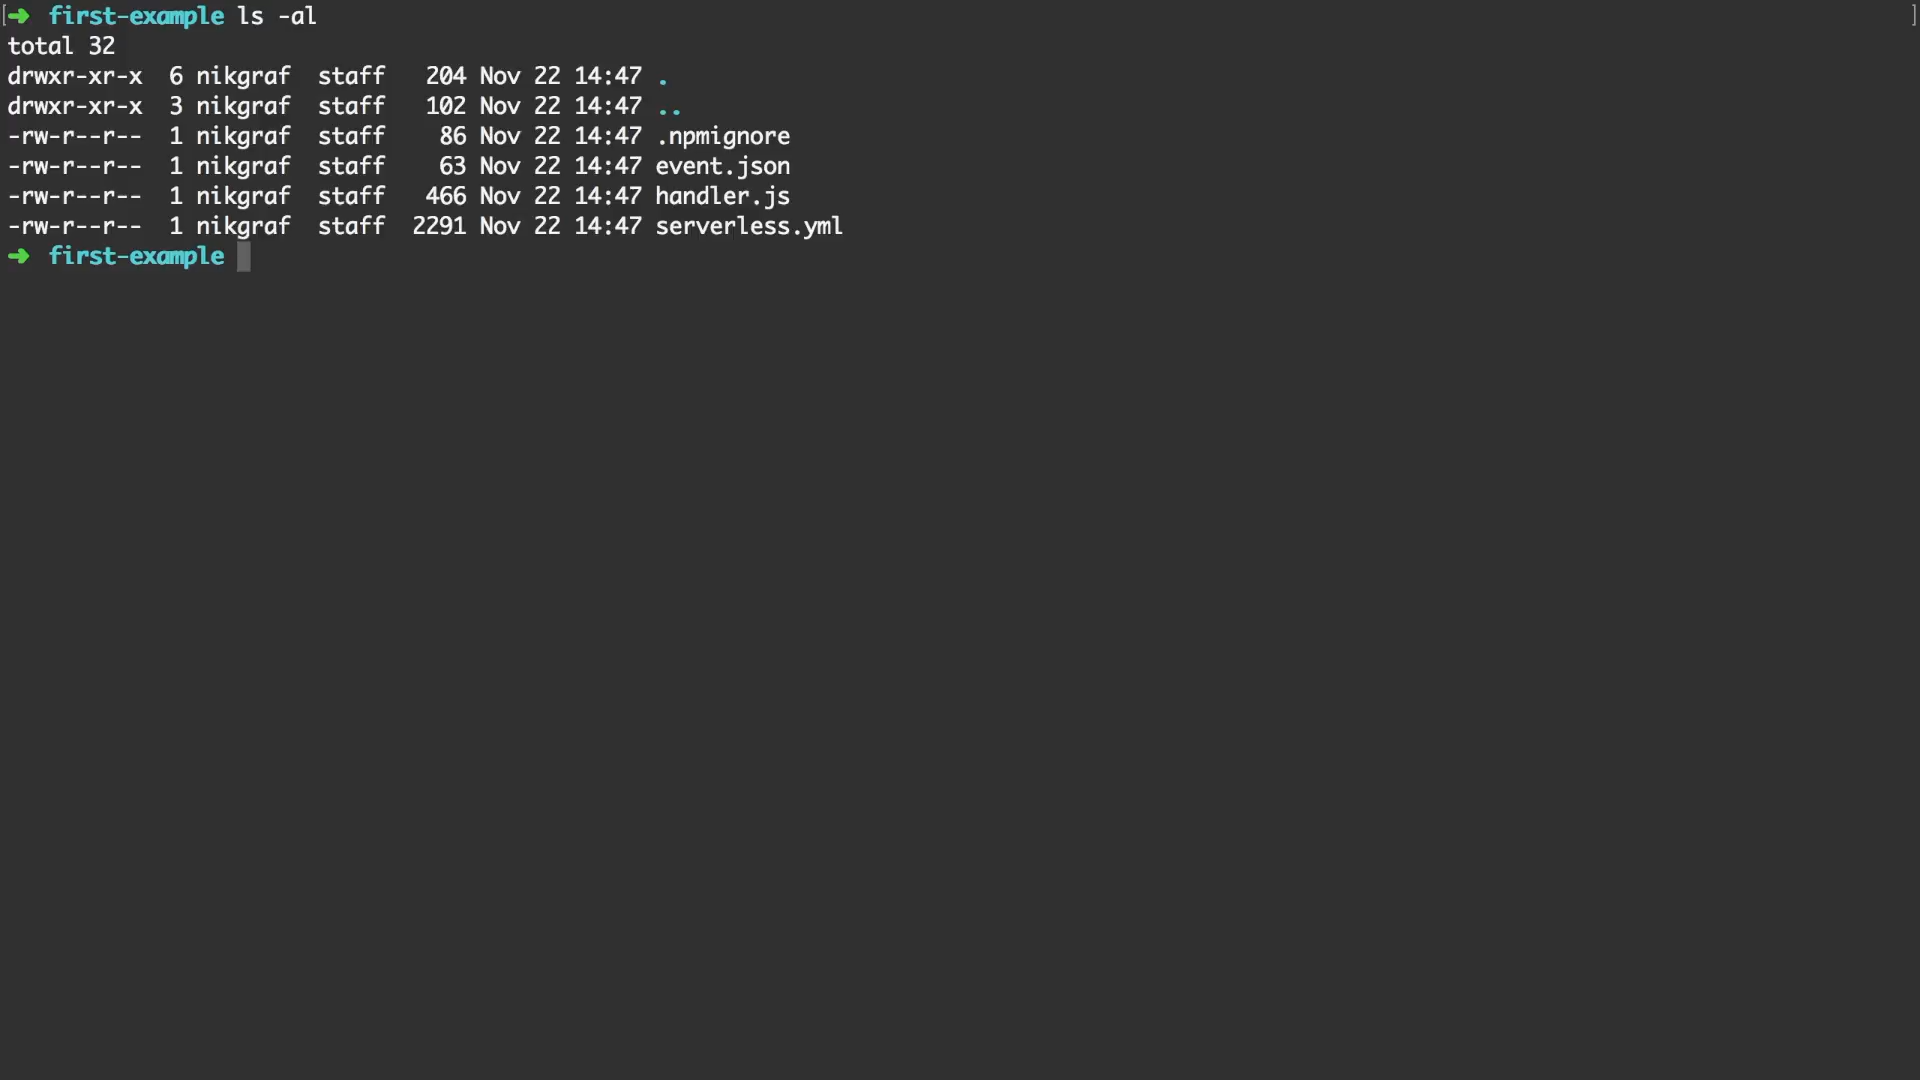 [➜  first-example ls -al ]
total 32
drwxr-xr-x  6 nikgraf  staff   204 Nov 22 14:47 .
drwxr-xr-x  3 nikgraf  staff   102 Nov 22 14:47 ..
-rw-r--r--  1 nikgraf  staff    86 Nov 22 14:47 .npmignore
-rw-r--r--  1 nikgraf  staff    63 Nov 22 14:47 event.json
-rw-r--r--  1 nikgraf  staff   466 Nov 22 14:47 handler.js
-rw-r--r--  1 nikgraf  staff  2291 Nov 22 14:47 serverless.yml
➜  first-example